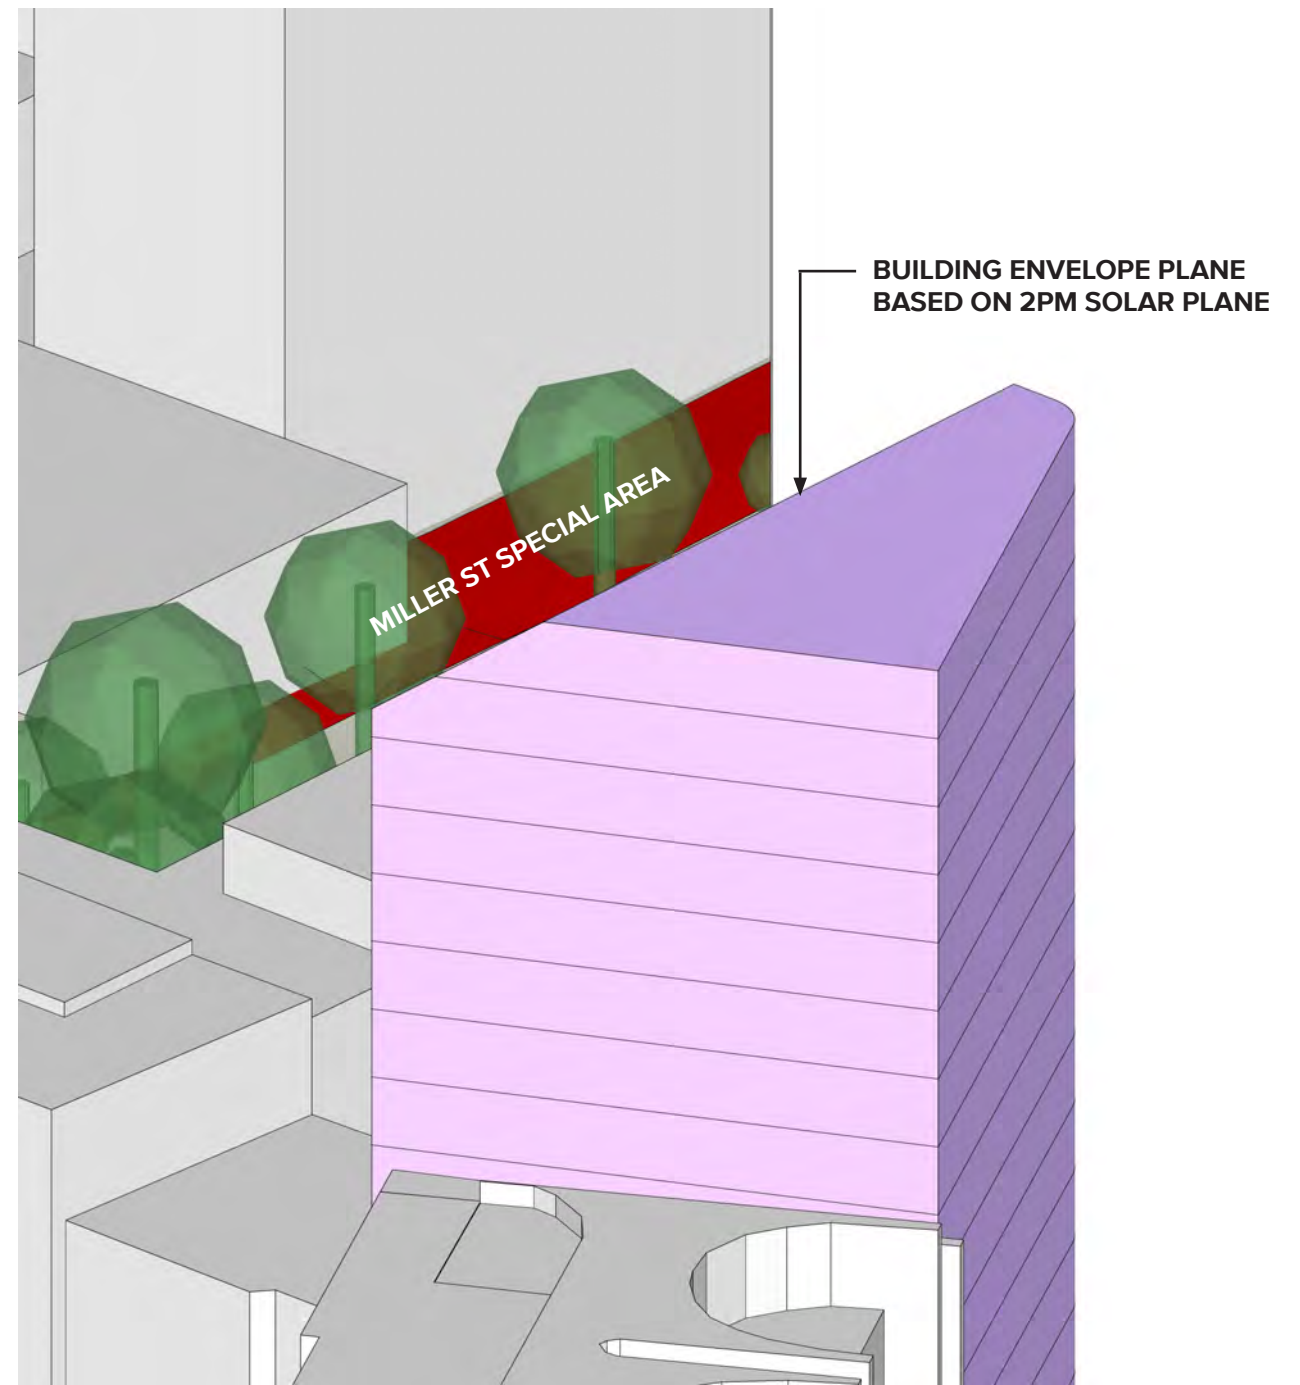 BUILDING ENVELOPE PLANE
BASED ON 2PM SOLAR PLANE
MILLER ST SPECIAL AREA